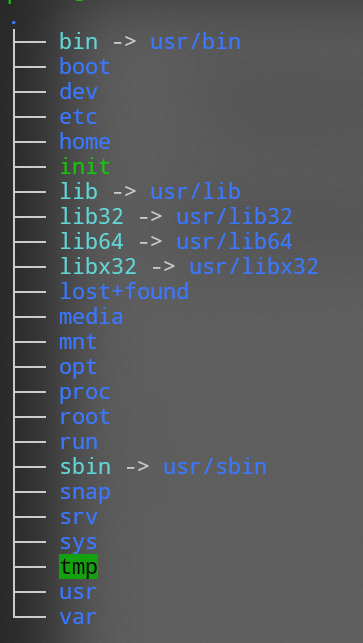 .
├── bin -> usr/bin
├── boot
├── dev
├── etc
├── home
├── init
├── lib -> usr/lib
├── lib32 -> usr/lib32
├── lib64 -> usr/lib64
├── libx32 -> usr/libx32
├── lost+found
├── media
├── mnt
├── opt
├── proc
├── root
├── run
├── sbin -> usr/sbin
├── snap
├── srv
├── sys
├── tmp
├── usr
└── var